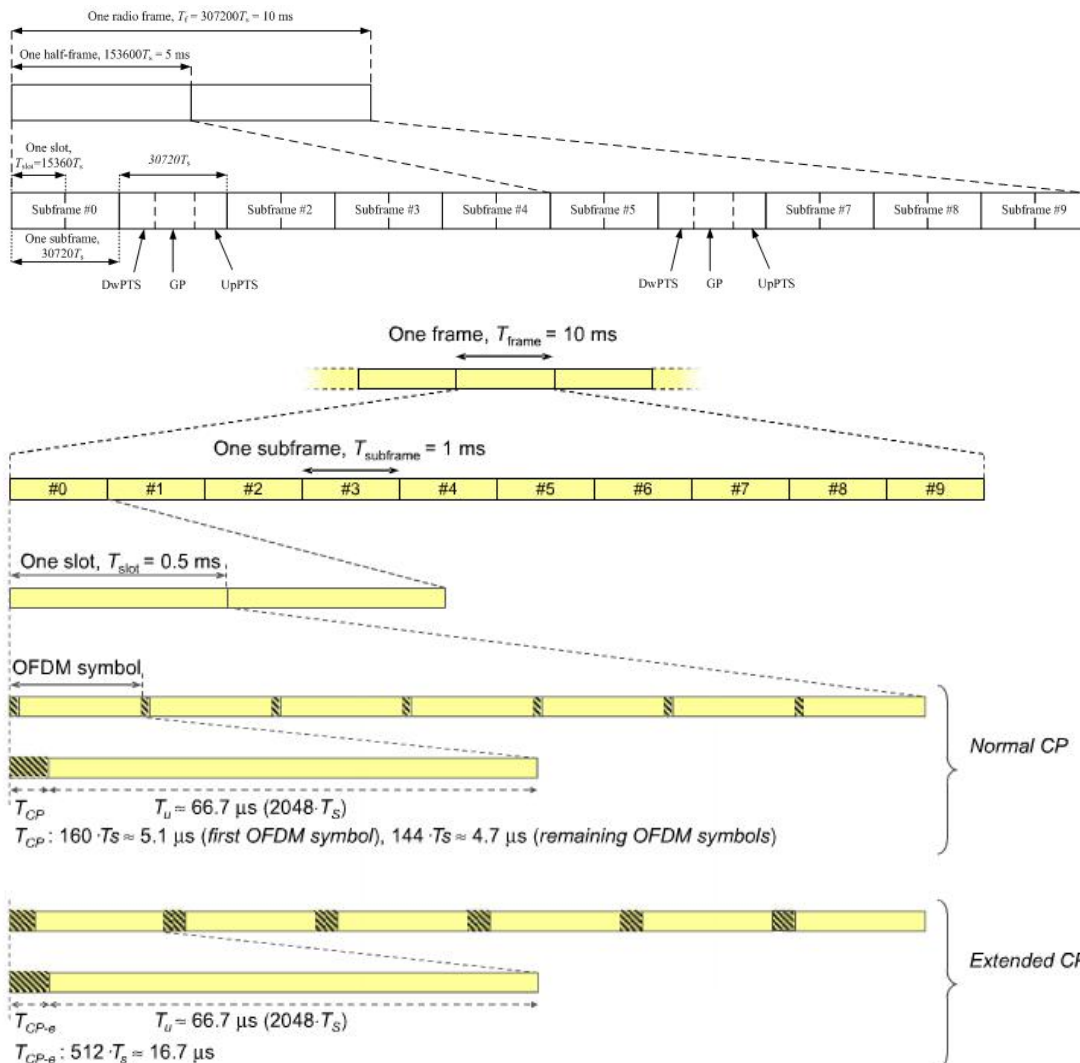 One radio frame, T_f = 307200T_s = 10 ms
One half-frame, 153600T_s = 5 ms
One slot,
T_slot=15360T_s
30720T_s
Subframe #0
Subframe #2
Subframe #3
Subframe #4
Subframe #5
Subframe #7
Subframe #8
Subframe #9
One subframe,
30720T_s
DwPTS
GP
UpPTS
DwPTS
GP
UpPTS
One frame, T_frame = 10 ms
One subframe, T_subframe = 1 ms
#0 #1 #2 #3 #4 #5 #6 #7 #8 #9
One slot, T_slot = 0.5 ms
OFDM symbol
Normal CP
T_CP
T_u ≈ 66.7 μs (2048·T_S)
T_CP : 160 ·Ts ≈ 5.1 μs (first OFDM symbol), 144 ·Ts ≈ 4.7 μs (remaining OFDM symbols)
Extended CP
T_CP-e
T_u ≈ 66.7 μs (2048·T_S)
T_CP-e : 512 ·T_s ≈ 16.7 μs